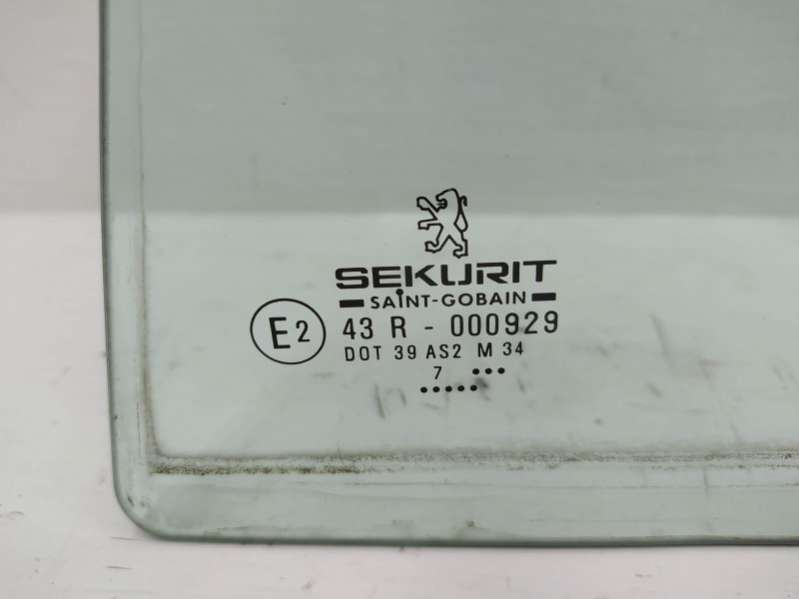 SEKURIT
SAINT-GOBAIN
E2 43 R - 000929
DOT 39 AS2 M 34
7